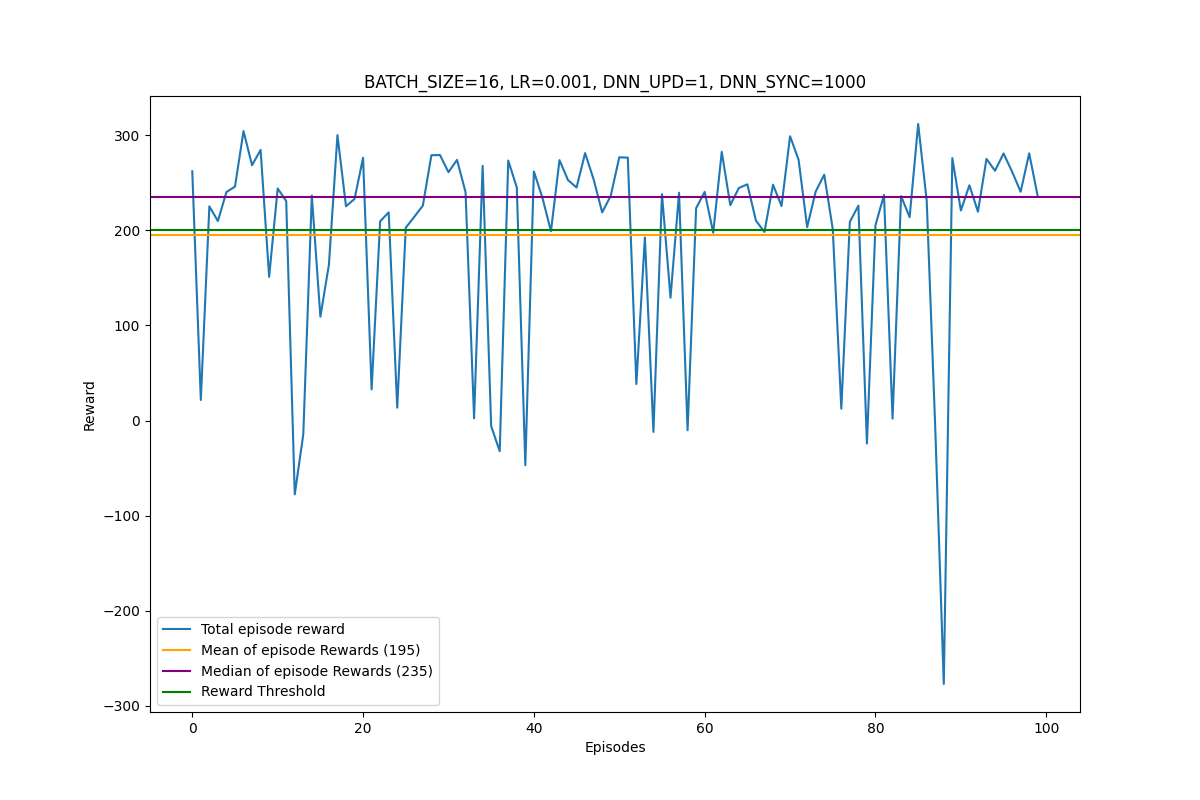 BATCH_SIZE=16, LR=0.001, DNN_UPD=1, DNN_SYNC=1000
300
200
100
0
−100
−200
−300
Reward
Total episode reward
Mean of episode Rewards (195)
Median of episode Rewards (235)
Reward Threshold
0 20 40 60 80 100
Episodes